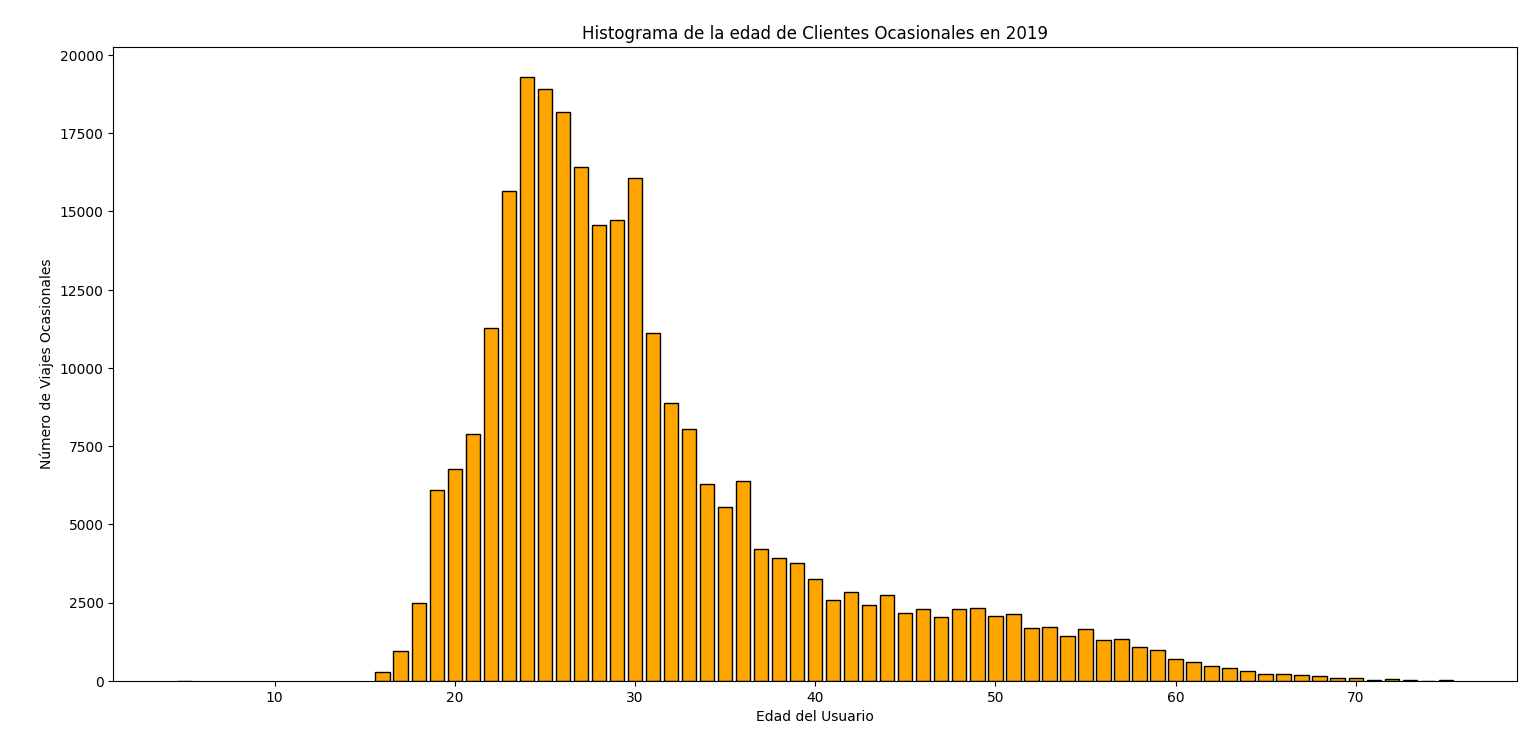 Histograma de la edad de Clientes Ocasionales en 2019
20000
17500
15000
12500
10000
7500
5000
2500
0
Número de Viajes Ocasionales
10 20 30 40 50 60 70
Edad del Usuario